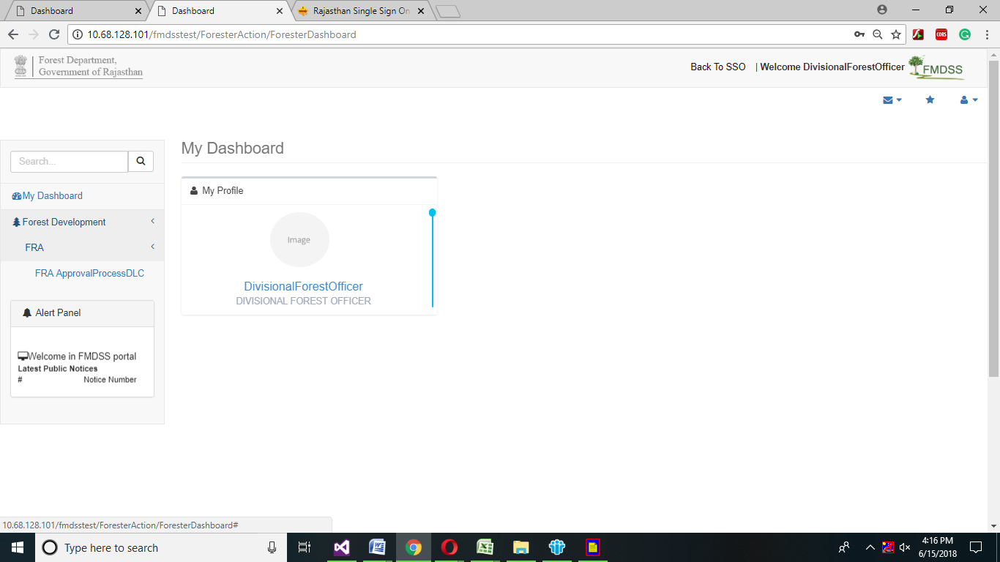 Dashboard
Dashboard
Rajasthan Single Sign On
10.68.128.101/fmdsstest/ForesterAction/ForesterDashboard
CORS
Forest Department,
Government of Rajasthan
Back To SSO | Welcome DivisionalForestOfficer
FMDSS
Search...
My Dashboard
Forest Development
FRA
FRA ApprovalProcessDLC
Alert Panel
Welcome in FMDSS portal
Latest Public Notices
# Notice Number
My Dashboard
My Profile
Image
DivisionalForestOfficer
DIVISIONAL FOREST OFFICER
10.68.128.101/fmdsstest/ForesterAction/ForesterDashboard#
Type here to search
4:16 PM
6/15/2018